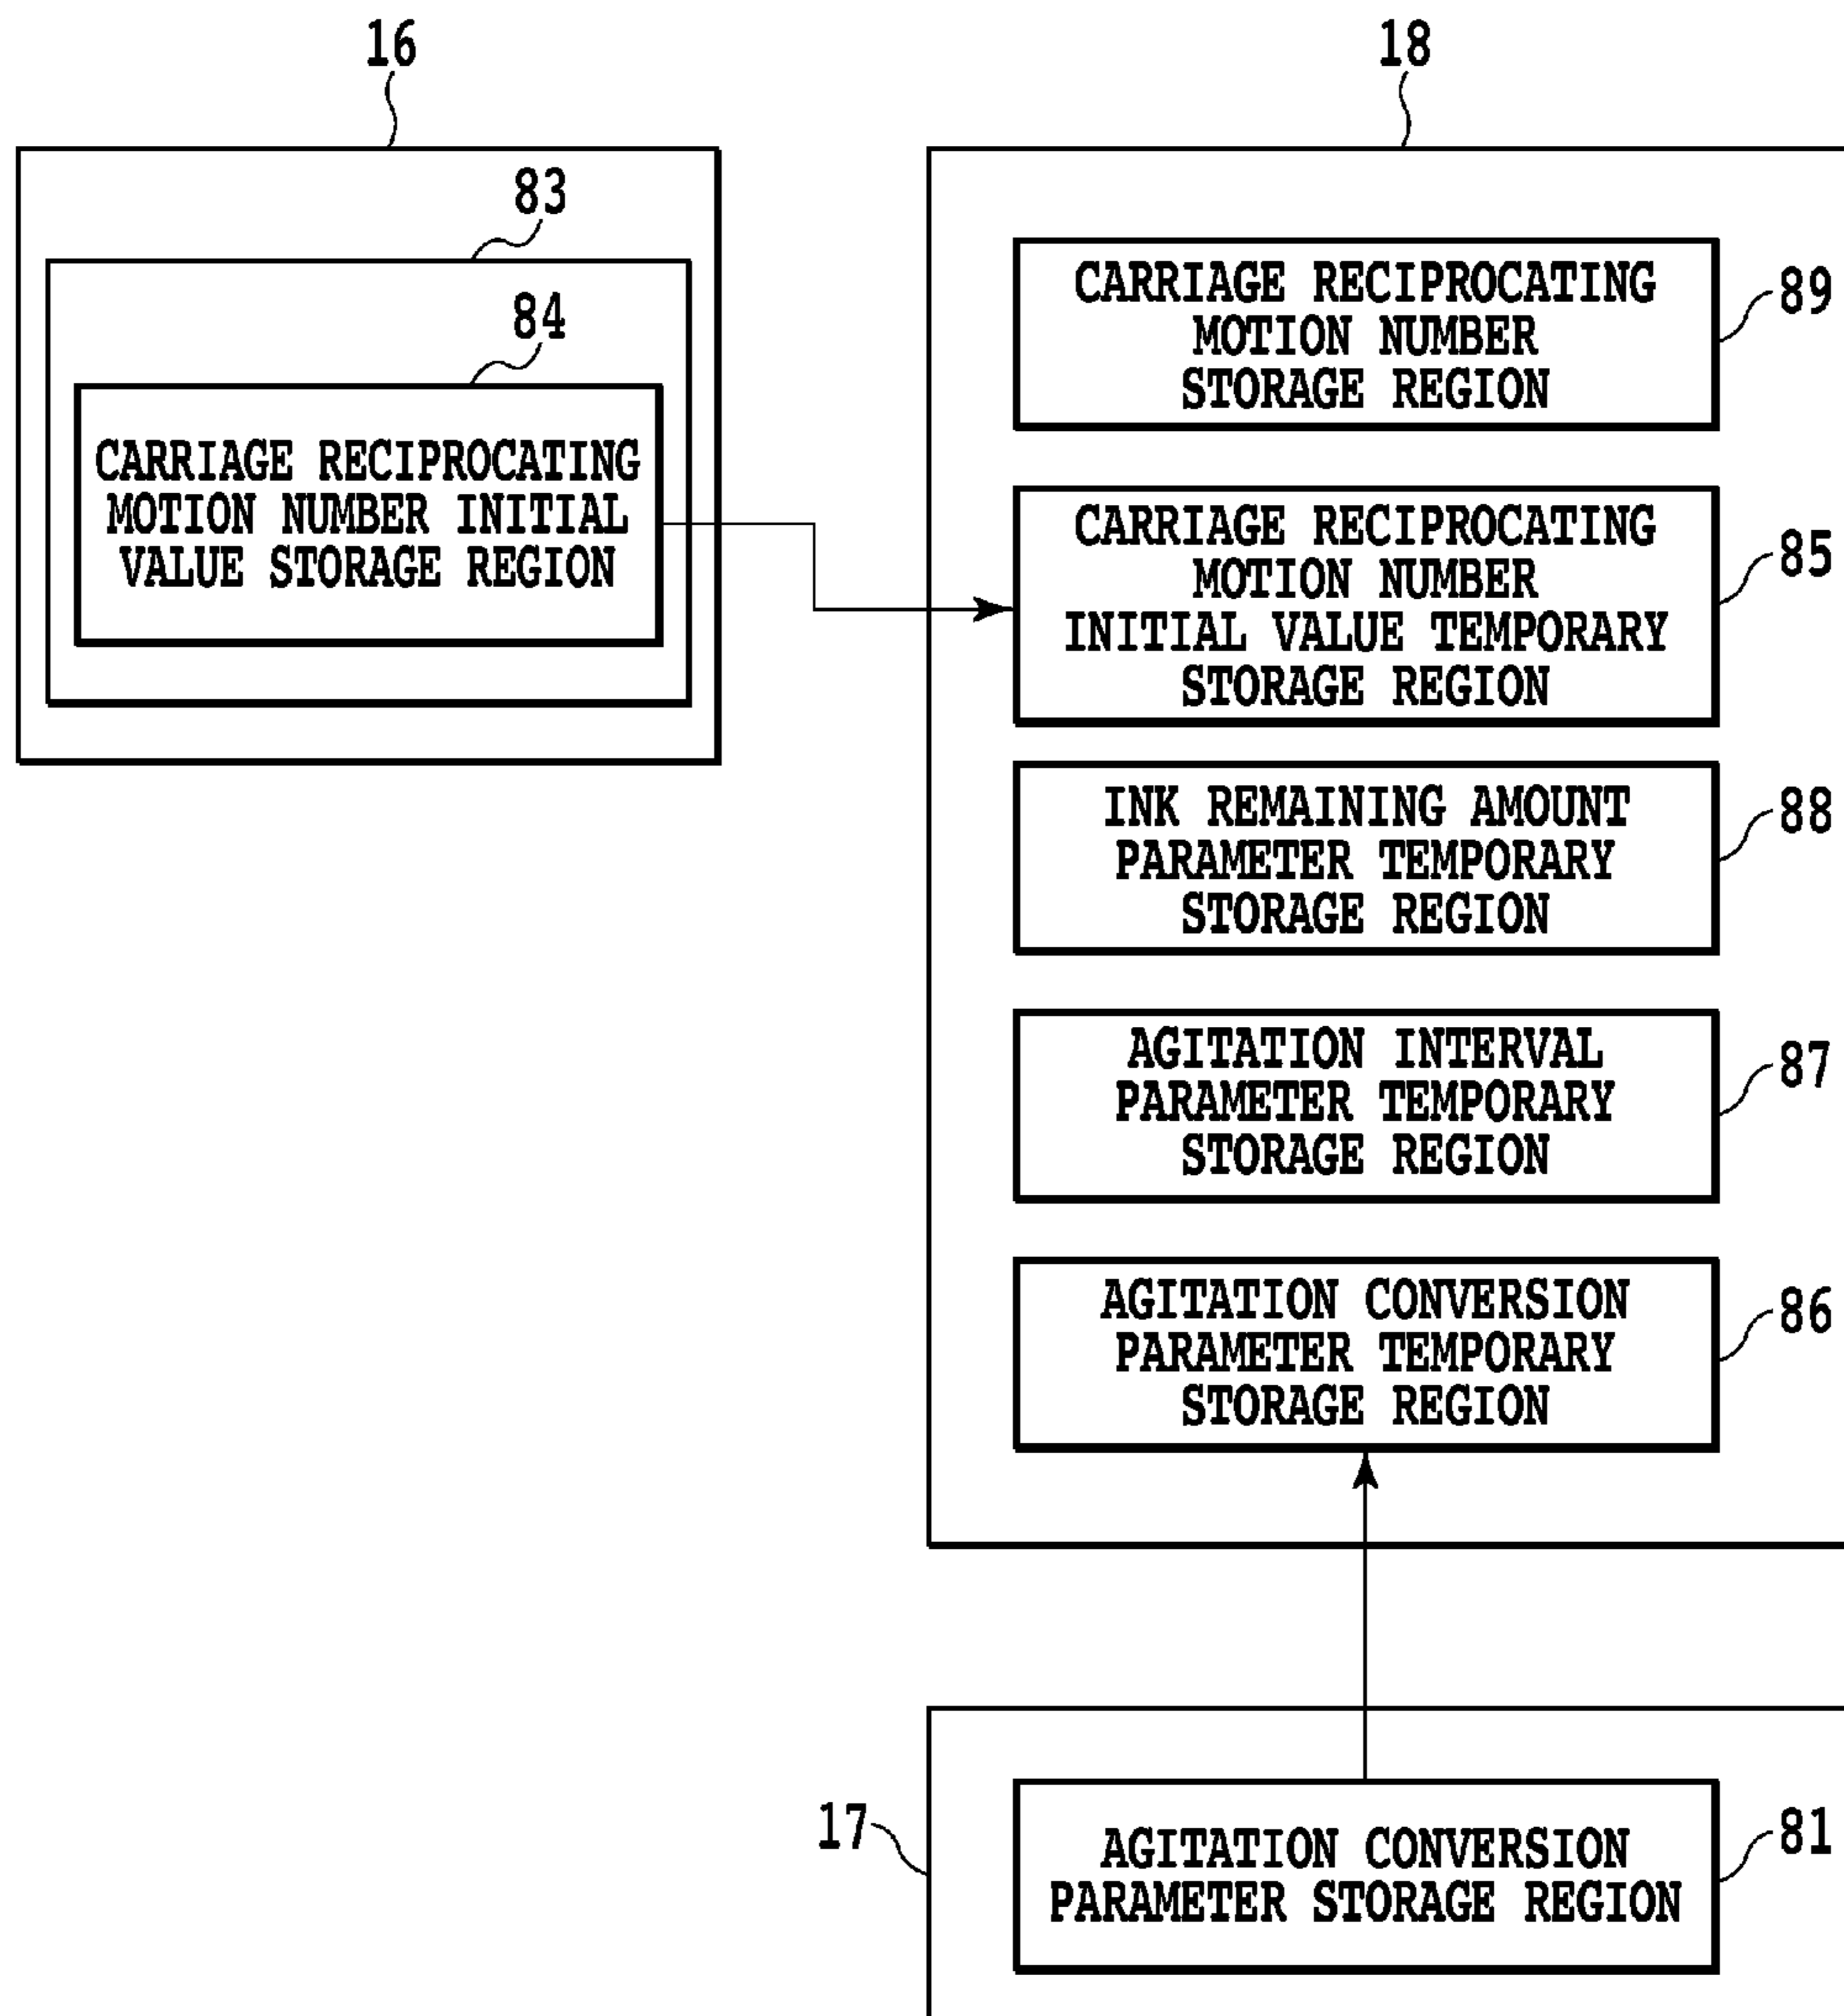 16
18
83
84
CARRIAGE RECIPROCATING
MOTION NUMBER INITIAL
VALUE STORAGE REGION
CARRIAGE RECIPROCATING
MOTION NUMBER
STORAGE REGION
89
CARRIAGE RECIPROCATING
MOTION NUMBER
INITIAL VALUE TEMPORARY
STORAGE REGION
85
INK REMAINING AMOUNT
PARAMETER TEMPORARY
STORAGE REGION
88
AGITATION INTERVAL
PARAMETER TEMPORARY
STORAGE REGION
87
AGITATION CONVERSION
PARAMETER TEMPORARY
STORAGE REGION
86
17
AGITATION CONVERSION
PARAMETER STORAGE REGION
81